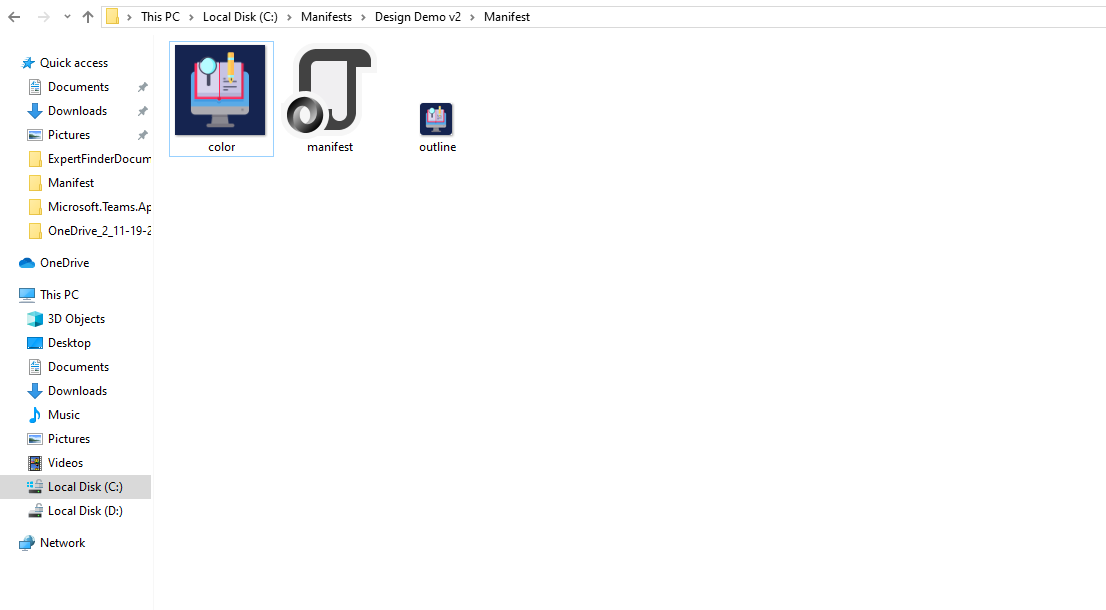 This PC > Local Disk (C:) > Manifests > Design Demo v2 > Manifest
Quick access
Documents
Downloads
Pictures
ExpertFinderDocum
Manifest
Microsoft.Teams.Ap
OneDrive_2_11-19-2
OneDrive
This PC
3D Objects
Desktop
Documents
Downloads
Music
Pictures
Videos
Local Disk (C:)
Local Disk (D:)
Network
color
manifest
outline